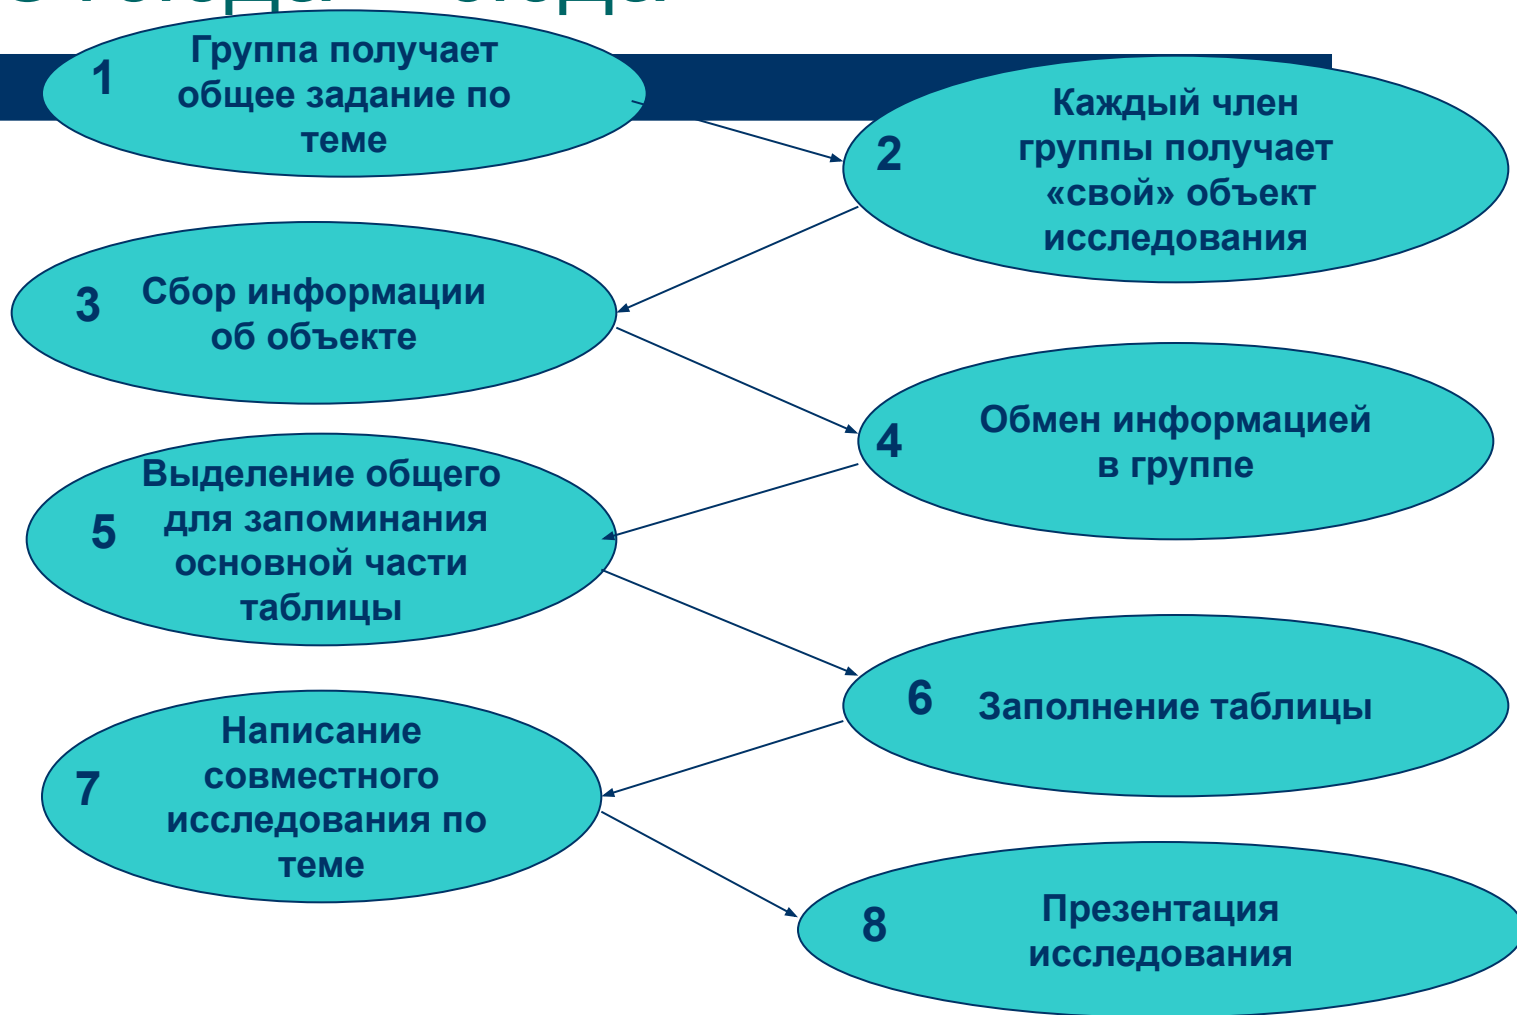 1
Группа получает
общее задание по
теме
2
Каждый член
группы получает
«свой» объект
исследования
3
Сбор информации
об объекте
4
Обмен информацией
в группе
5
Выделение общего
для запоминания
основной части
таблицы
6
Заполнение таблицы
7
Написание
совместного
исследования по
теме
8
Презентация
исследования